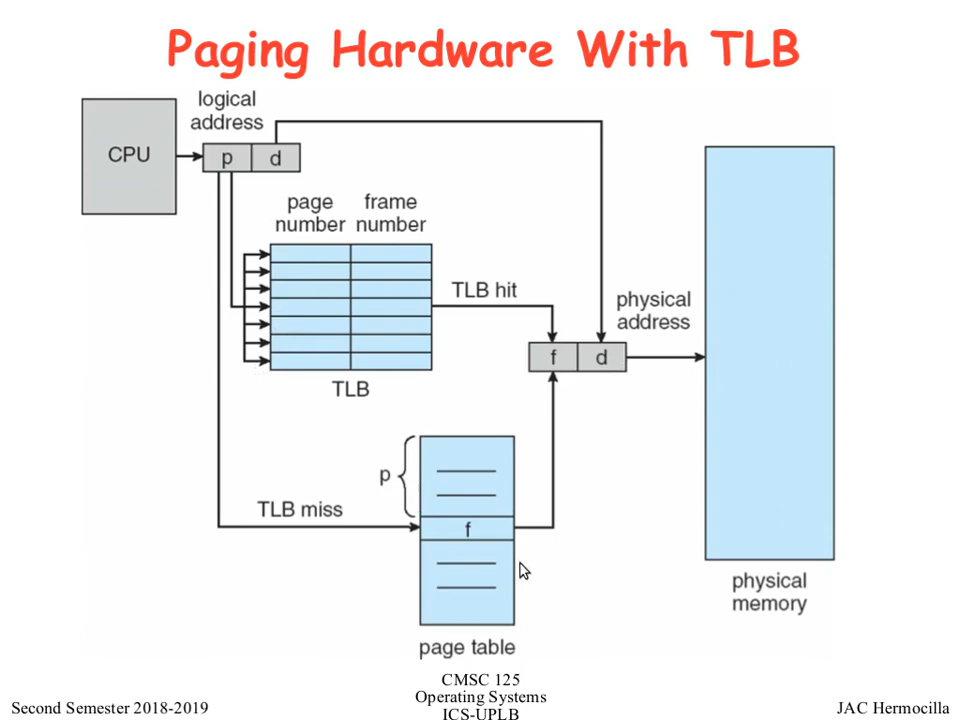 Paging Hardware With TLB
logical
address
CPU
p
d
page
number
frame
number
TLB hit
physical
address
f
d
TLB
p
TLB miss
f
physical
memory
page table
CMSC 125
Operating Systems
ICS-UPLB
Second Semester 2018-2019
JAC Hermocilla